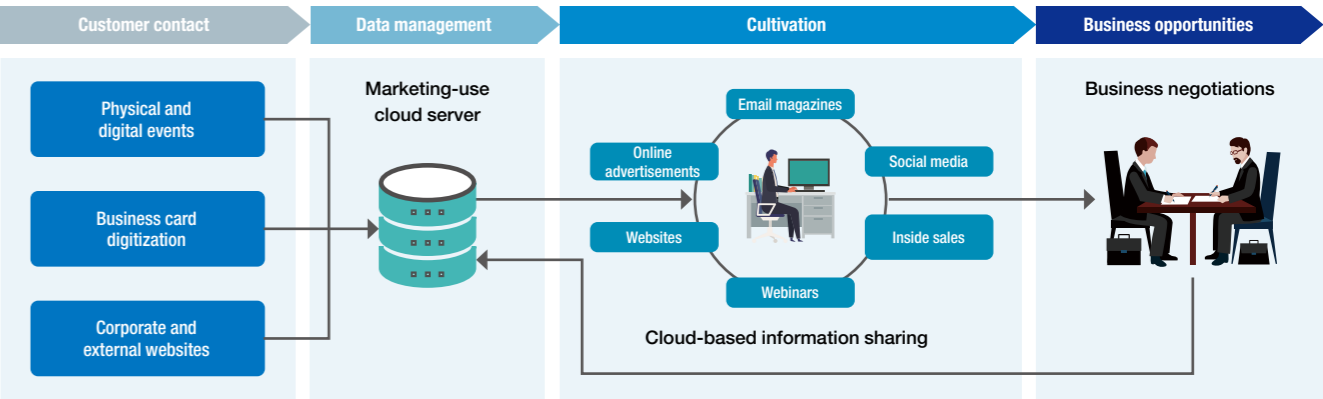 Customer contact
Data management
Cultivation
Business opportunities
Physical and
digital events
Business card
digitization
Corporate and
external websites
Marketing-use
cloud server
Email magazines
Online
advertisements
Social media
Websites
Inside sales
Webinars
Cloud-based information sharing
Business negotiations